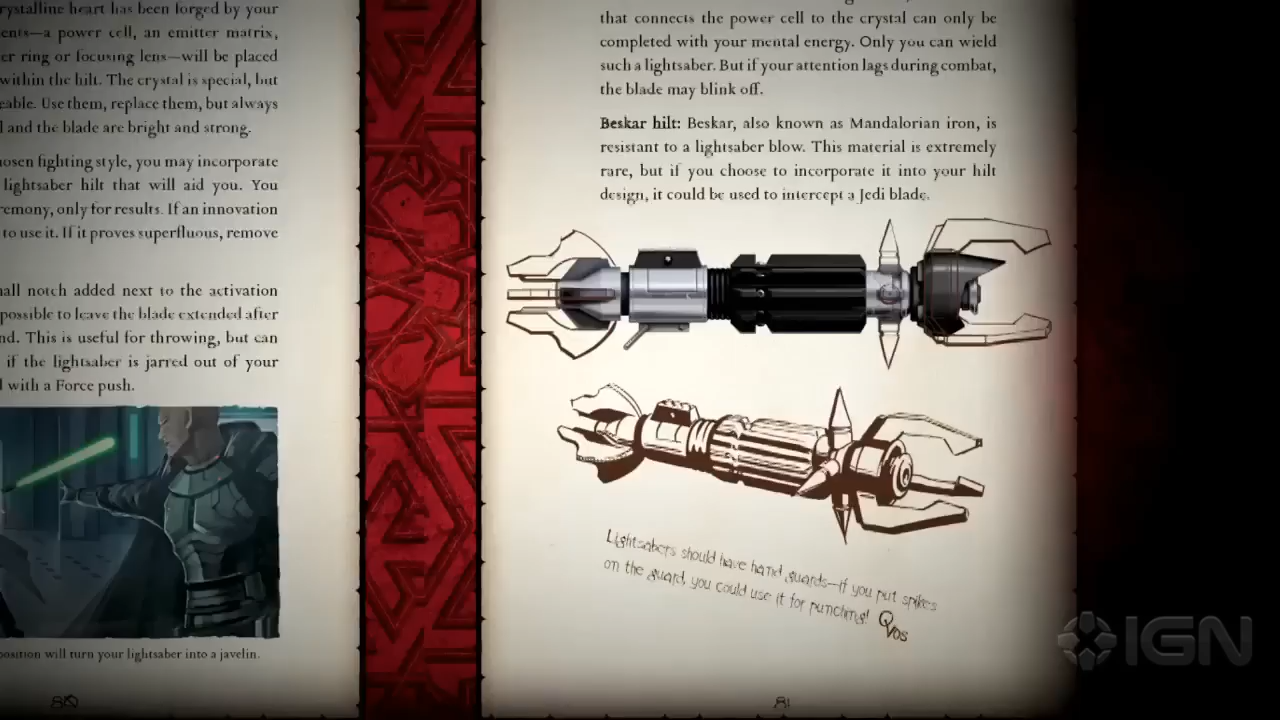 rystalline heart has been forged by your
ents—a power cell, an emitter matrix,
er ring or focusing lens—will be placed
within the hilt. The crystal is special, but
eable. Use them, replace them, but always
l and the blade are bright and strong.
osen fighting style, you may incorporate
lightsaber hilt that will aid you. You
remony, only for results. If an innovation
to use it. If it proves superfluous, remove
mall notch added next to the activation
possible to leave the blade extended after
nd. This is useful for throwing, but can
if the lightsaber is jarred out of your
l with a Force push.
position will turn your lightsaber into a javelin.
80
that connects the power cell to the crystal can only be
completed with your mental energy. Only you can wield
such a lightsaber. But if your attention lags during combat,
the blade may blink off.
Beskar hilt: Beskar, also known as Mandalorian iron, is
resistant to a lightsaber blow. This material is extremely
rare, but if you choose to incorporate it into your hilt
design, it could be used to intercept a Jedi blade.
Lightsabers should have hand guards—if you put spikes
on the guard, you could use it for punching! Qvos
81
IGN